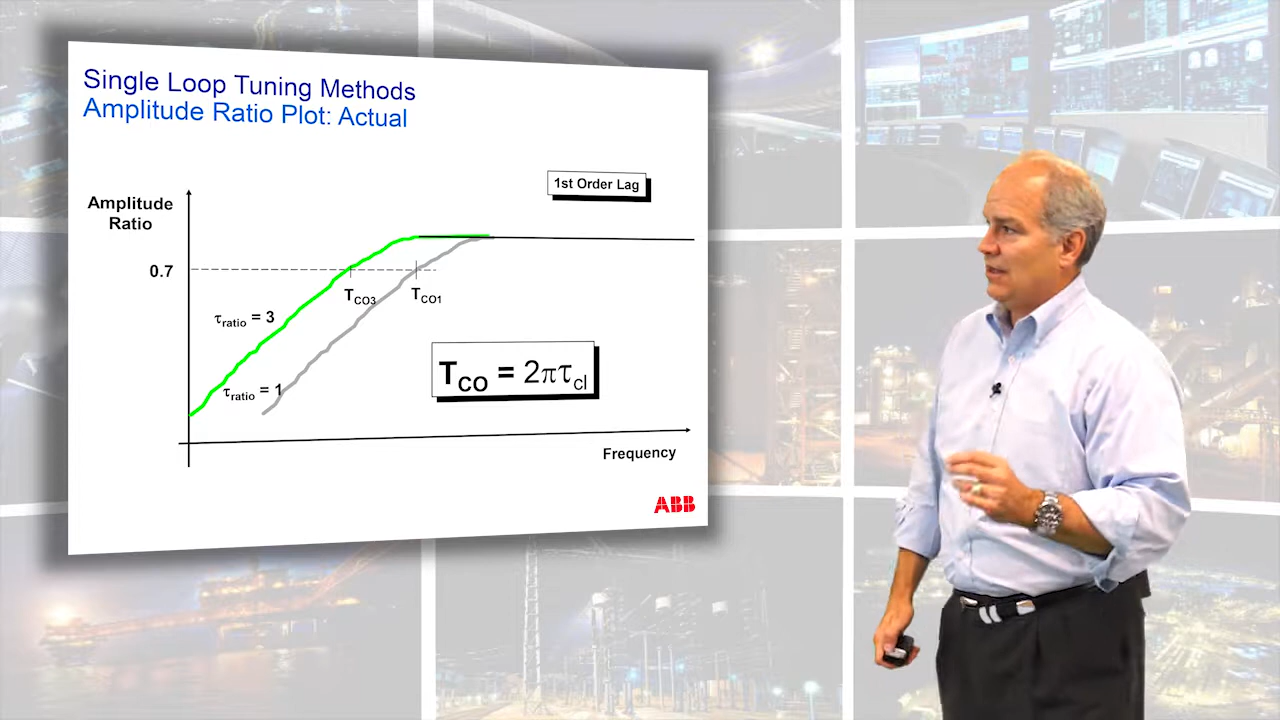 Single Loop Tuning Methods
Amplitude Ratio Plot: Actual
1st Order Lag
Amplitude
Ratio
0.7
T_CO3
T_CO1
τ_ratio = 3
τ_ratio = 1
T_CO = 2πτ_cl
Frequency
ABB